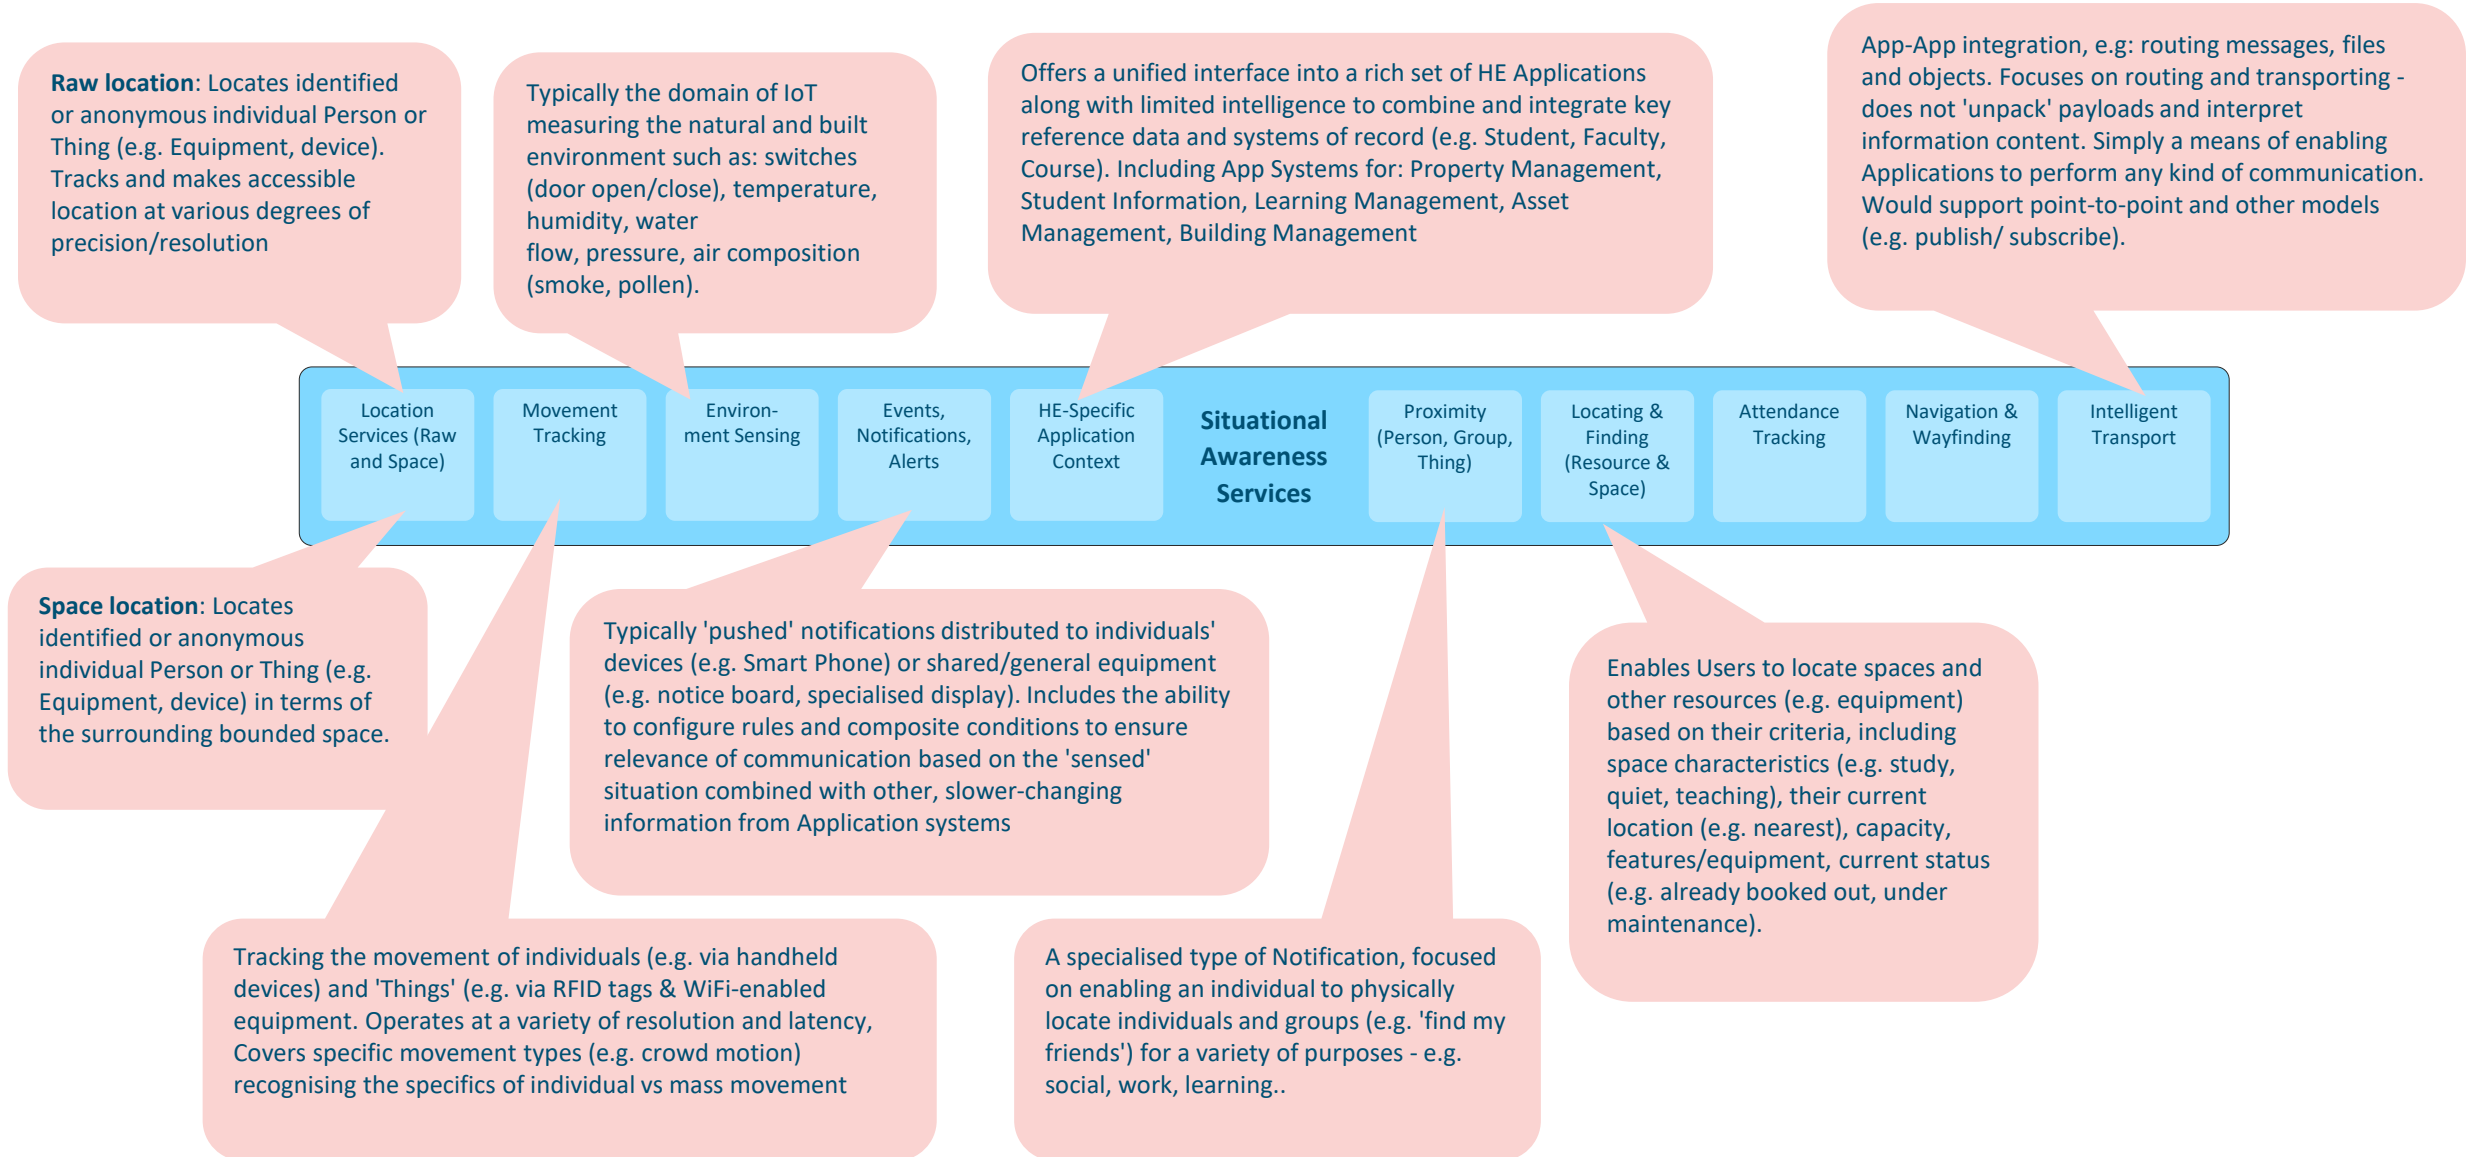 Raw location: Locates identified
or anonymous individual Person or
Thing (e.g. Equipment, device).
Tracks and makes accessible
location at various degrees of
precision/resolution
Typically the domain of IoT
measuring the natural and built
environment such as: switches
(door open/close), temperature,
humidity, water
flow, pressure, air composition
(smoke, pollen).
Offers a unified interface into a rich set of HE Applications
along with limited intelligence to combine and integrate key
reference data and systems of record (e.g. Student, Faculty,
Course). Including App Systems for: Property Management,
Student Information, Learning Management, Asset
Management, Building Management
App-App integration, e.g: routing messages, files
and objects. Focuses on routing and transporting -
does not 'unpack' payloads and interpret
information content. Simply a means of enabling
Applications to perform any kind of communication.
Would support point-to-point and other models
(e.g. publish/ subscribe).
Location
Services (Raw
and Space)
Movement
Tracking
Environ-
ment Sensing
Events,
Notifications,
Alerts
HE-Specific
Application
Context
Situational
Awareness
Services
Proximity
(Person, Group,
Thing)
Locating &
Finding
(Resource &
Space)
Attendance
Tracking
Navigation &
Wayfinding
Intelligent
Transport
Space location: Locates
identified or anonymous
individual Person or Thing (e.g.
Equipment, device) in terms of
the surrounding bounded space.
Typically 'pushed' notifications distributed to individuals'
devices (e.g. Smart Phone) or shared/general equipment
(e.g. notice board, specialised display). Includes the ability
to configure rules and composite conditions to ensure
relevance of communication based on the 'sensed'
situation combined with other, slower-changing
information from Application systems
Enables Users to locate spaces and
other resources (e.g. equipment)
based on their criteria, including
space characteristics (e.g. study,
quiet, teaching), their current
location (e.g. nearest), capacity,
features/equipment, current status
(e.g. already booked out, under
maintenance).
Tracking the movement of individuals (e.g. via handheld
devices) and 'Things' (e.g. via RFID tags & WiFi-enabled
equipment. Operates at a variety of resolution and latency,
Covers specific movement types (e.g. crowd motion)
recognising the specifics of individual vs mass movement
A specialised type of Notification, focused
on enabling an individual to physically
locate individuals and groups (e.g. 'find my
friends') for a variety of purposes - e.g.
social, work, learning..